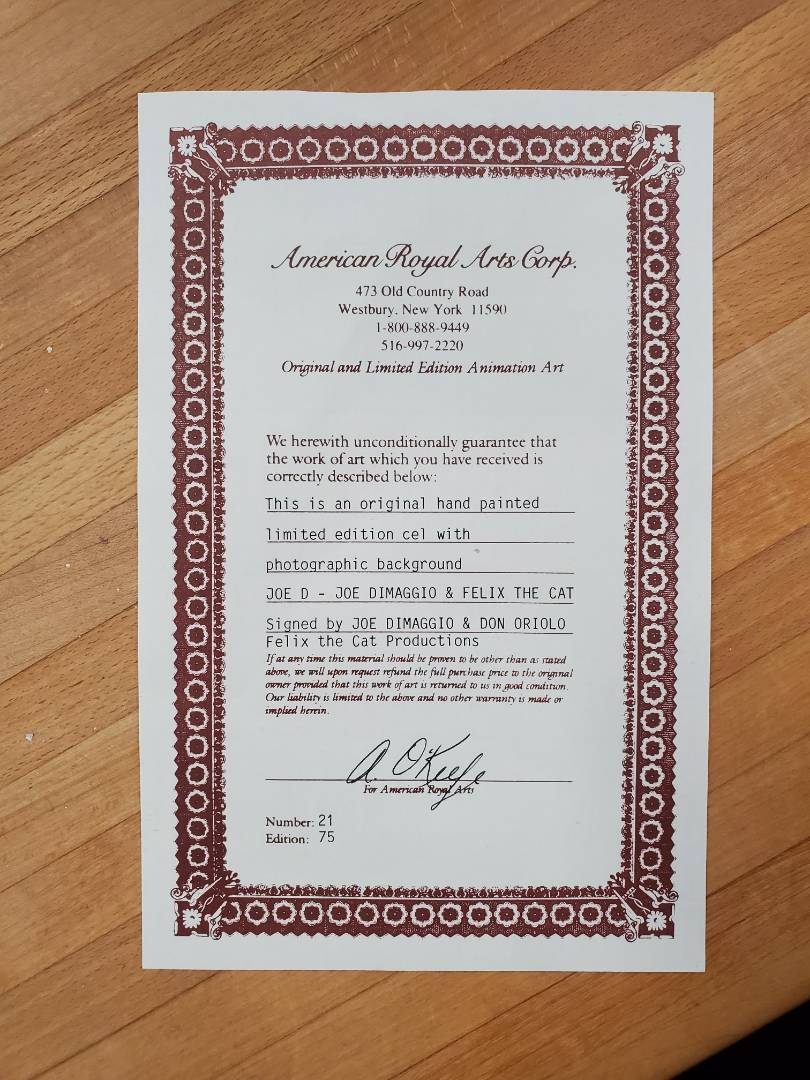 American Royal Arts Corp.
473 Old Country Road
Westbury, New York 11590
1-800-888-9449
516-997-2220
Original and Limited Edition Animation Art
We herewith unconditionally guarantee that
the work of art which you have received is
correctly described below:
This is an original hand painted
limited edition cel with
photographic background
JOE D - JOE DIMAGGIO & FELIX THE CAT
Signed by JOE DIMAGGIO & DON ORIOLO
Felix the Cat Productions
If at any time this material should be proven to be other than as stated
above, we will upon request refund the full purchase price to the original
owner provided that this work of art is returned to us in good condition.
Our liability is limited to the above and no other warranty is made or
implied herein.
A. O'Keefe
For American Royal Arts
Number: 21
Edition: 75